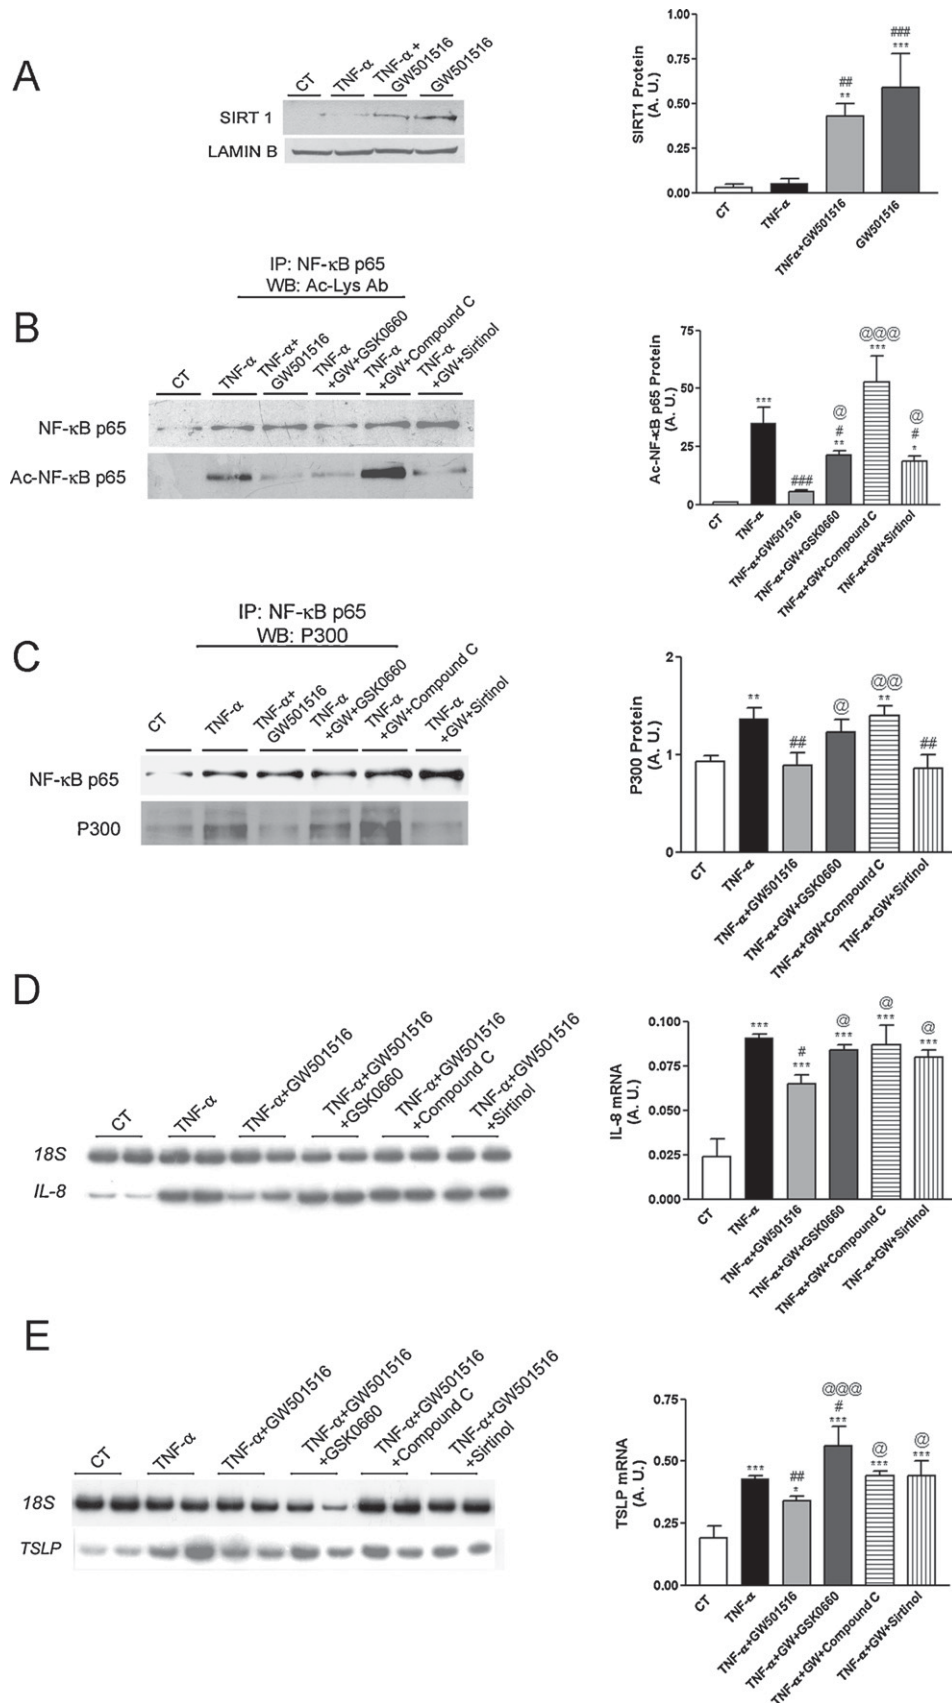 A
CT
TNF-α
TNF-α +
GW501516
GW501516
SIRT 1
LAMIN B
SIRT1 Protein
(A. U.)
1.00
0.75
0.50
0.25
0.00
**
##
***
###
CT
TNF-α
TNFα+GW501516
GW501516
IP: NF-κB p65
WB: Ac-Lys Ab
B
CT
TNF-α
TNF-α+
GW501516
TNF-α
+GW+GSK0660
TNF-α
+GW+Compound C
TNF-α
+GW+Sirtinol
NF-κB p65
Ac-NF-κB p65
Ac-NF-κB p65 Protein
(A. U.)
75
50
25
0
***
###
@
#
**
@@@
***
@
#
*
CT
TNF-α
TNF-α+GW501516
TNF-α+GW+GSK0660
TNF-α+GW+Compound C
TNF-α+GW+Sirtinol
IP: NF-κB p65
WB: P300
C
CT
TNF-α
TNF-α+
GW501516
TNF-α
+GW+GSK0660
TNF-α
+GW+Compound C
TNF-α
+GW+Sirtinol
NF-κB p65
P300
P300 Protein
(A. U.)
2
1
0
**
##
@
@@
**
##
CT
TNF-α
TNF-α+GW501516
TNF-α+GW+GSK0660
TNF-α+GW+Compound C
TNF-α+GW+Sirtinol
D
CT
TNF-α
TNF-α+GW501516
TNF-α+GW501516
+GSK0660
TNF-α+GW501516
+Compound C
TNF-α+GW501516
+Sirtinol
18S
IL-8
IL-8 mRNA
(A. U.)
0.100
0.075
0.050
0.025
0.000
***
#
***
@
***
@
***
@
***
CT
TNF-α
TNF-α+GW501516
TNF-α+GW+GSK0660
TNF-α+GW+Compound C
TNF-α+GW+Sirtinol
E
CT
TNF-α
TNF-α+GW501516
TNF-α+GW501516
+GSK0660
TNF-α+GW501516
+Compound C
TNF-α+GW501516
+Sirtinol
18S
TSLP
TSLP mRNA
(A. U.)
0.75
0.50
0.25
0.00
***
##
*
@@@
#
***
@
***
@
***
CT
TNF-α
TNF-α+GW501516
TNF-α+GW+GSK0660
TNF-α+GW+Compound C
TNF-α+GW+Sirtinol